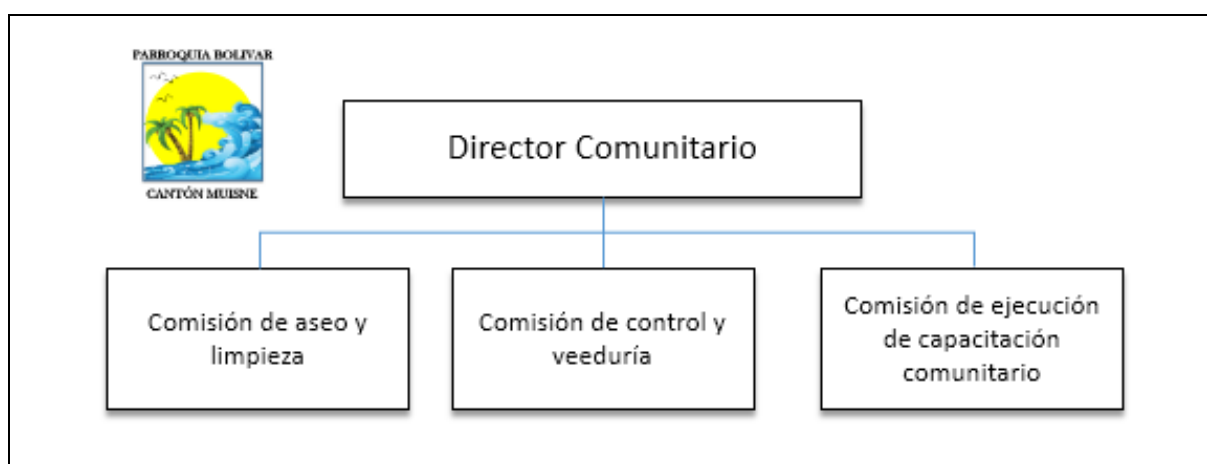 PARROQUIA BOLIVAR
CANTÓN MUISNE
Director Comunitario
Comisión de aseo y
limpieza
Comisión de control y
veeduría
Comisión de ejecución
de capacitación
comunitario